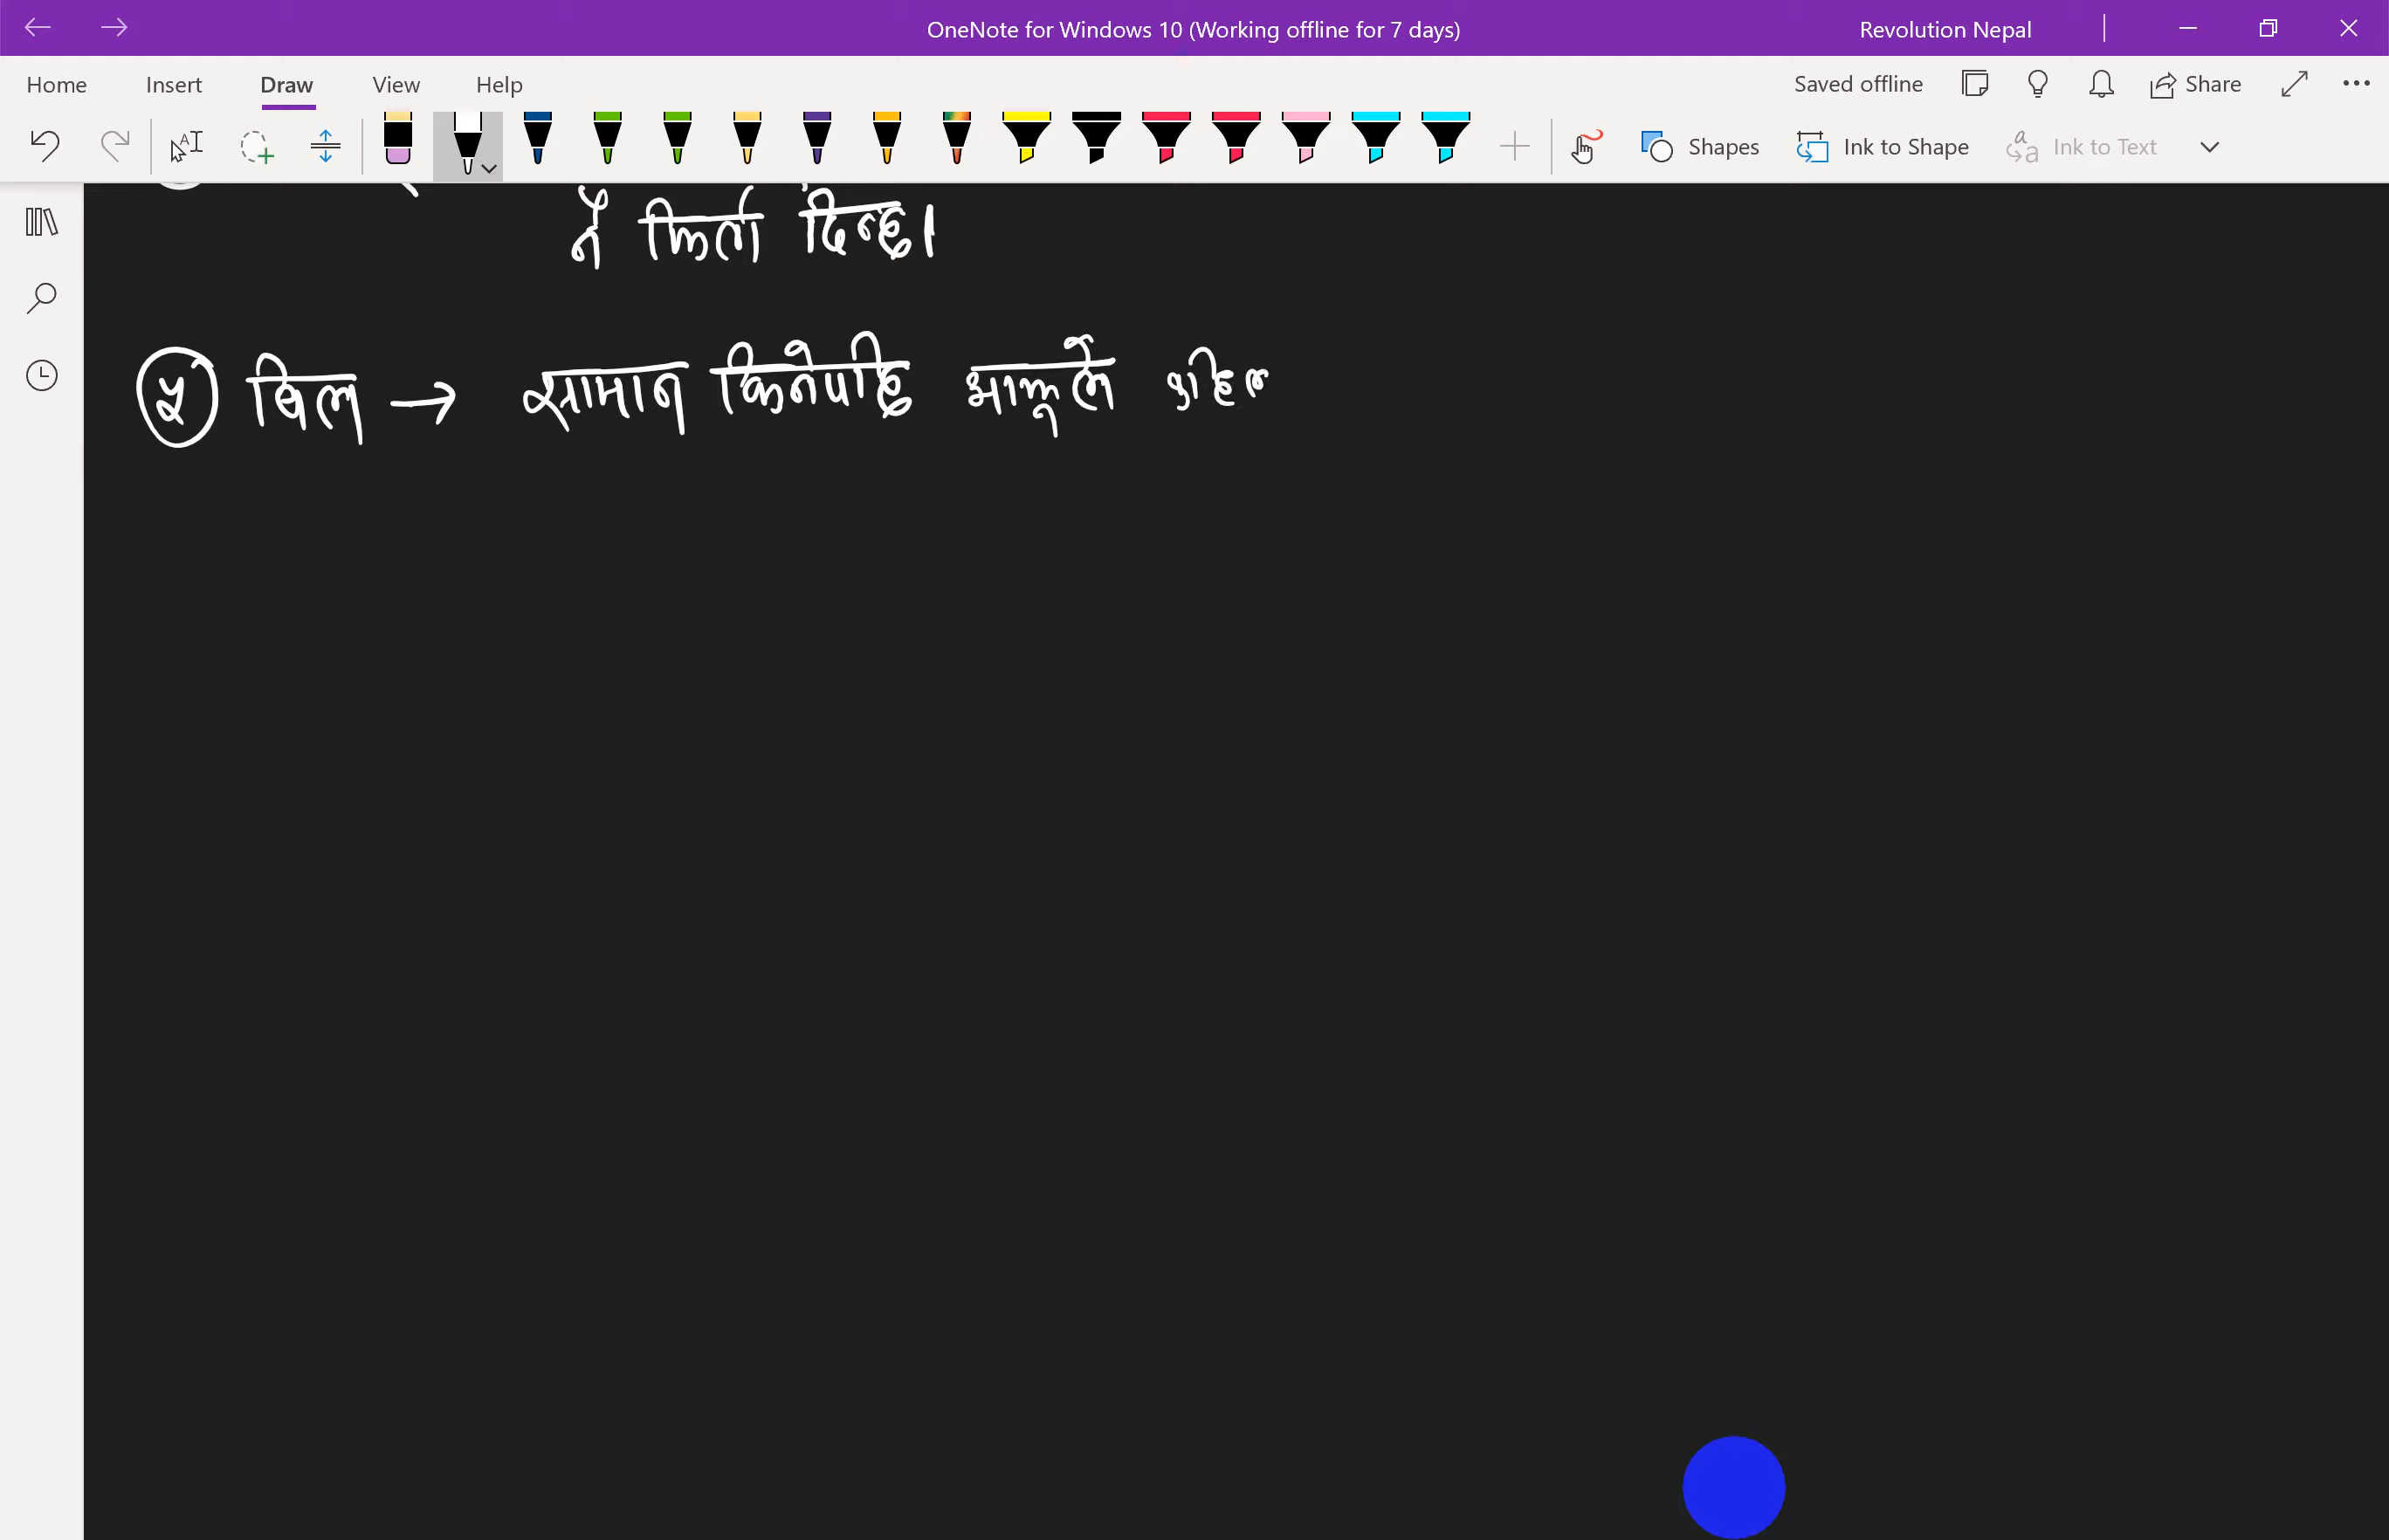 OneNote for Windows 10 (Working offline for 7 days)
Revolution Nepal
Home Insert Draw View Help
Saved offline
Share
Shapes
Ink to Shape
Ink to Text
नै किर्ता दिन्छ।
५ बिल → सामान किनेपछि आफूले